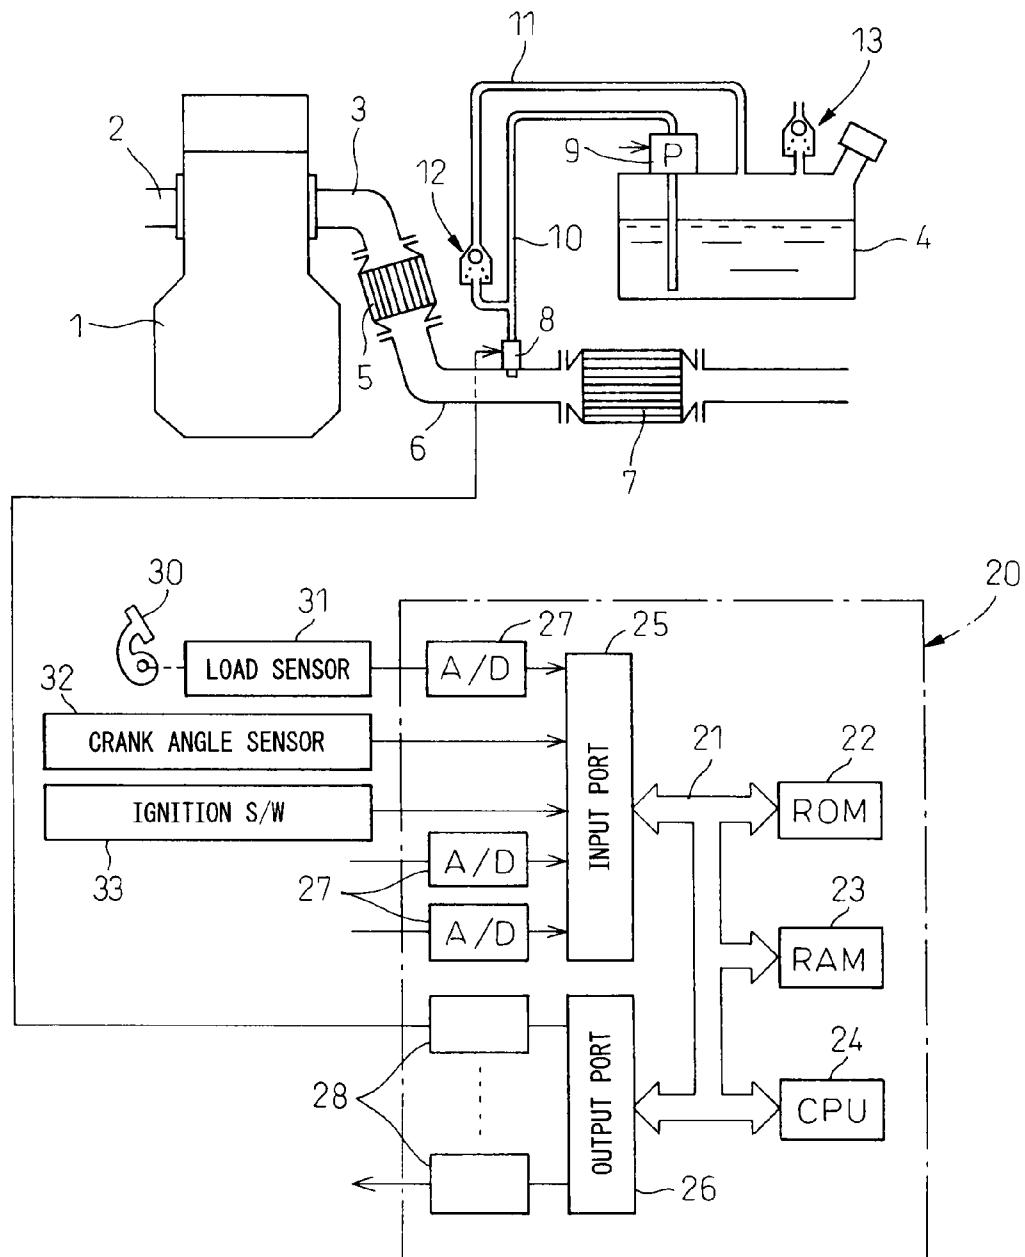 11
13
2
3
9
P
12
10
4
1
5
8
6
7
30
31
27
25
20
LOAD SENSOR
A/D
32
CRANK ANGLE SENSOR
21
22
INPUT PORT
ROM
IGNITION S/W
33
27
A/D
A/D
23
RAM
24
28
OUTPUT PORT
CPU
26